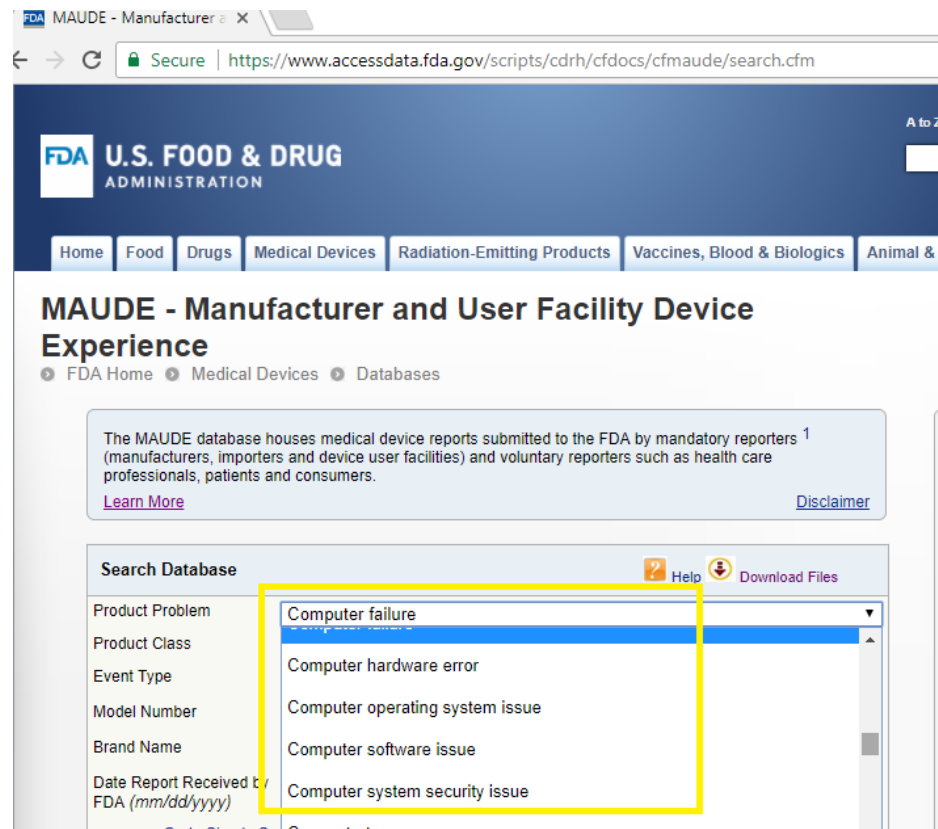 FDA MAUDE - Manufacturer a
Secure | https://www.accessdata.fda.gov/scripts/cdrh/cfdocs/cfmaude/search.cfm
A to Z
FDA U.S. FOOD & DRUG
ADMINISTRATION
Home Food Drugs Medical Devices Radiation-Emitting Products Vaccines, Blood & Biologics Animal &
MAUDE - Manufacturer and User Facility Device
Experience
FDA Home Medical Devices Databases
The MAUDE database houses medical device reports submitted to the FDA by mandatory reporters 1
(manufacturers, importers and device user facilities) and voluntary reporters such as health care
professionals, patients and consumers.
Learn More Disclaimer
Search Database Help Download Files
Product Problem Computer failure
Product Class
Event Type Computer hardware error
Model Number Computer operating system issue
Brand Name Computer software issue
Date Report Received by
FDA (mm/dd/yyyy) Computer system security issue